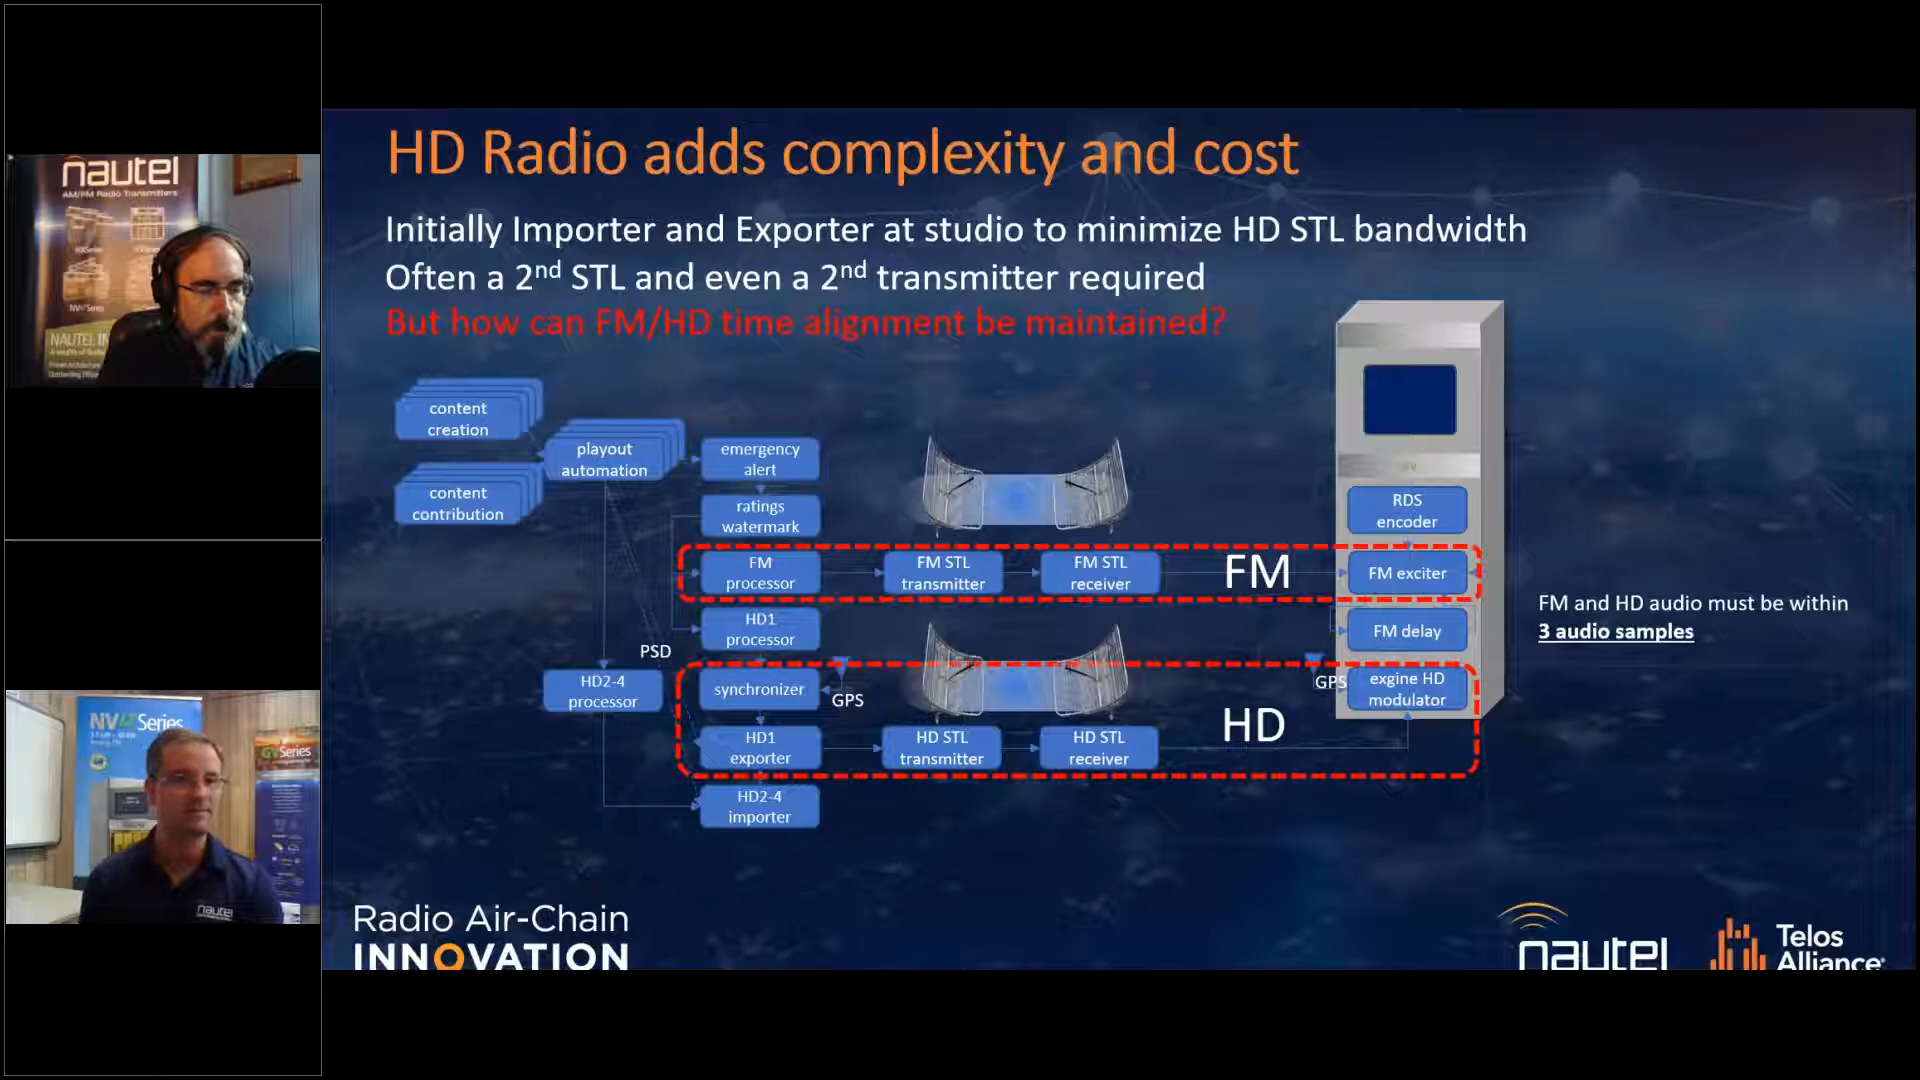 HD Radio adds complexity and cost
Initially Importer and Exporter at studio to minimize HD STL bandwidth
Often a 2nd STL and even a 2nd transmitter required
But how can FM/HD time alignment be maintained?
content
creation
content
contribution
playout
automation
emergency
alert
ratings
watermark
FM
processor
FM STL
transmitter
FM STL
receiver
FM
RDS
encoder
FM exciter
FM delay
HD1
processor
PSD
HD2-4
processor
synchronizer
GPS
GPS
exgine HD
modulator
HD
HD1
exporter
HD STL
transmitter
HD STL
receiver
HD2-4
importer
FM and HD audio must be within
3 audio samples
Radio Air-Chain
INNOVATION
nautel
Telos
Alliance
nautel
AM/FM Radio Transmitters
NAUTEL
NV Series
Series
nautel